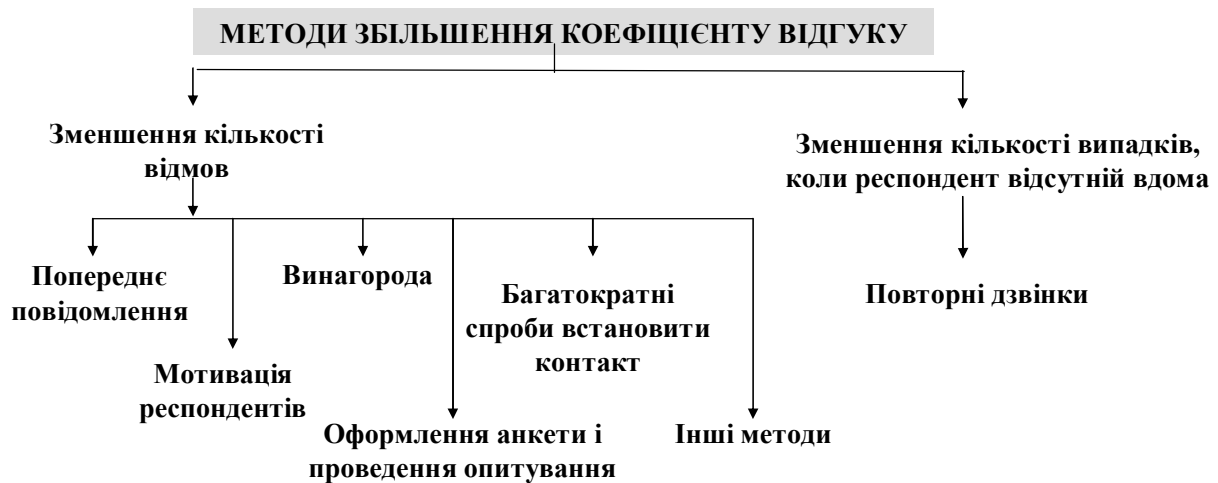 МЕТОДИ ЗБІЛЬШЕННЯ КОЕФІЦІЄНТУ ВІДГУКУ
Зменшення кількості
відмов
Зменшення кількості випадків,
коли респондент відсутній вдома
Попереднє
повідомлення
Мотивація
респондентів
Винагорода
Оформлення анкети і
проведення опитування
Багатократні
спроби встановити
контакт
Інші методи
Повторні дзвінки